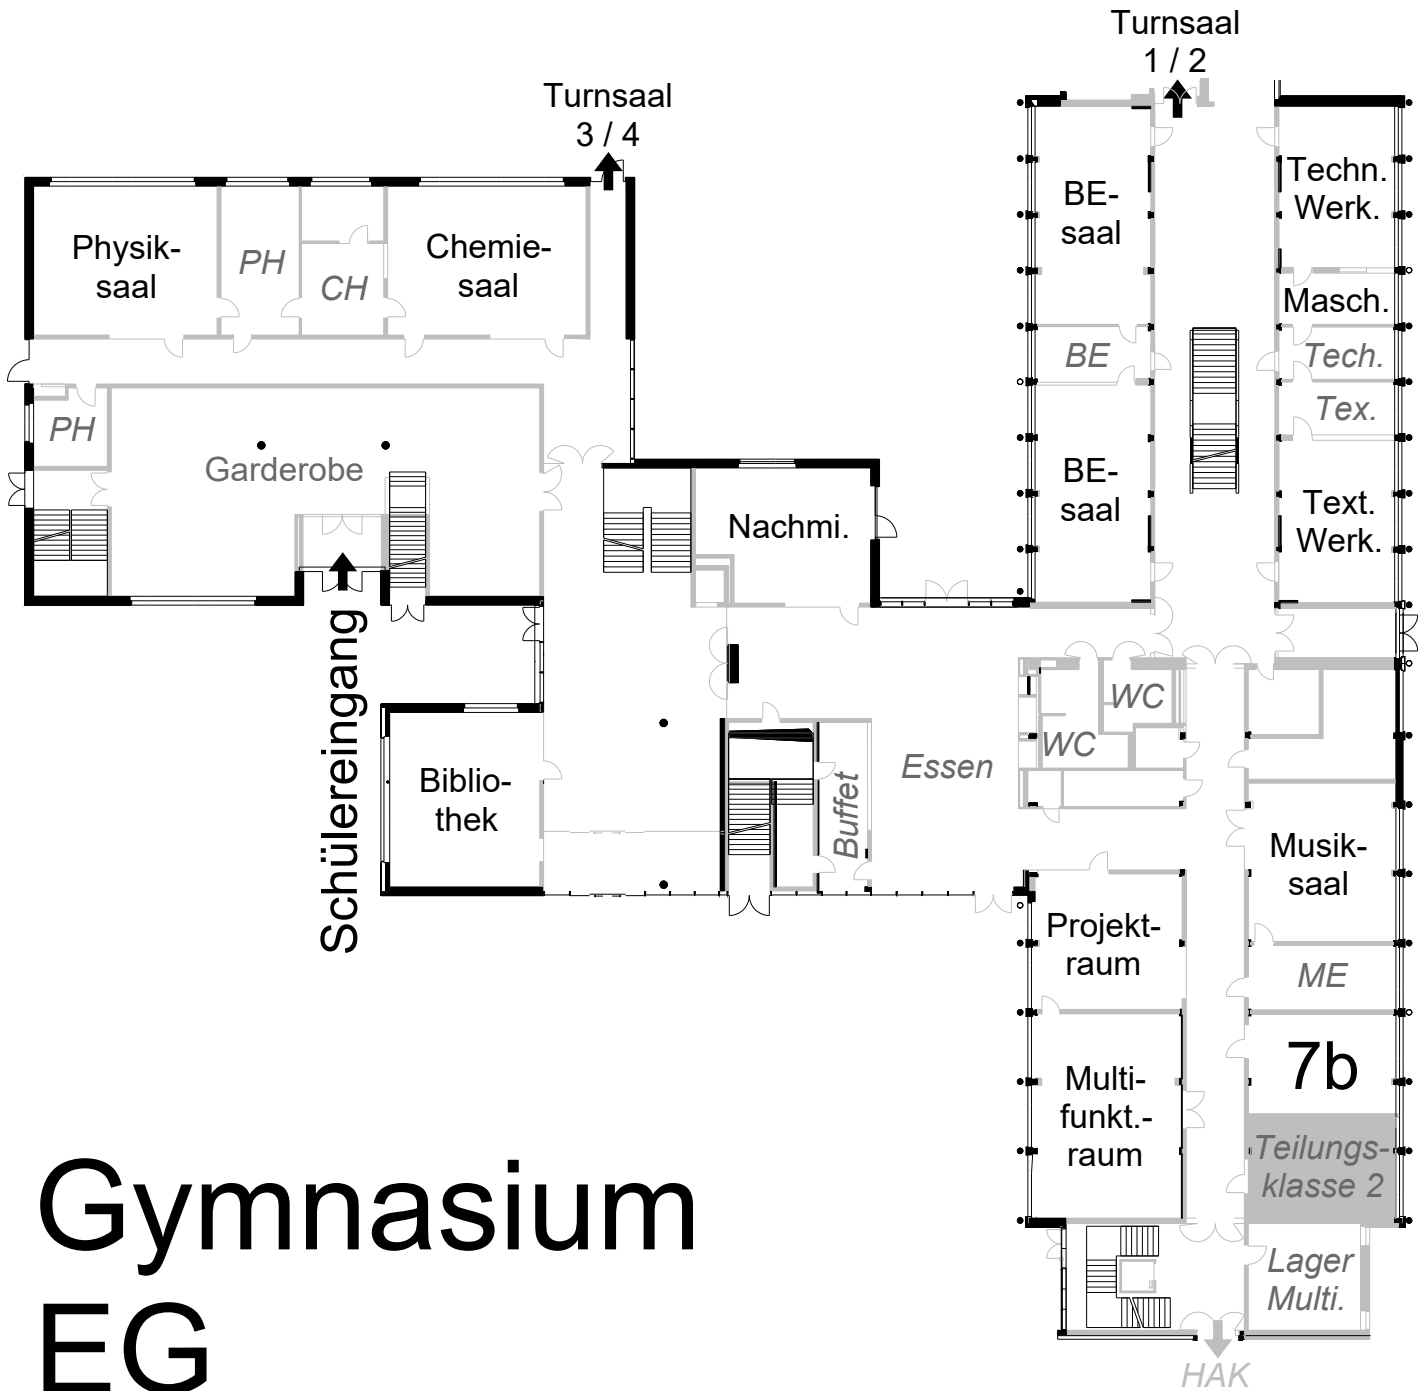 Turnsaal
1 / 2
Turnsaal
3 / 4
Physik-
saal
PH
CH
Chemie-
saal
BE-
saal
Techn.
Werk.
Masch.
BE
Tech.
Tex.
PH
Garderobe
BE-
saal
Text.
Werk.
Nachmi.
Schülereingang
WC
WC
Biblio-
thek
Buffet
Essen
Musik-
saal
Projekt-
raum
ME
7b
Multi-
funkt.-
raum
Teilungs-
klasse 2
Lager
Multi.
HAK
Gymnasium
EG